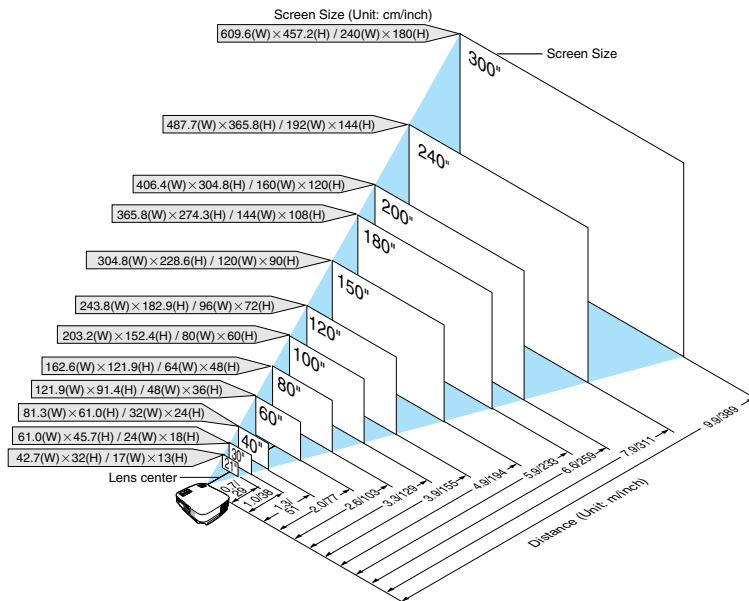 Screen Size (Unit: cm/inch)
609.6(W)×457.2(H) / 240(W)×180(H)
Screen Size
300"
487.7(W)×365.8(H) / 192(W)×144(H)
240"
406.4(W)×304.8(H) / 160(W)×120(H)
200"
365.8(W)×274.3(H) / 144(W)×108(H)
180"
304.8(W)×228.6(H) / 120(W)×90(H)
150"
243.8(W)×182.9(H) / 96(W)×72(H)
120"
203.2(W)×152.4(H) / 80(W)×60(H)
100"
162.6(W)×121.9(H) / 64(W)×48(H)
80"
121.9(W)×91.4(H) / 48(W)×36(H)
60"
81.3(W)×61.0(H) / 32(W)×24(H)
40"
61.0(W)×45.7(H) / 24(W)×18(H)
30"
42.7(W)×32(H) / 17(W)×13(H)
21"
Lens center
0.7/
29
1.0/38
1.3/
51
2.0/77
2.6/103
3.3/129
3.9/155
4.9/194
5.9/233
6.6/259
7.9/311
9.9/389
Distance (Unit: m/inch)